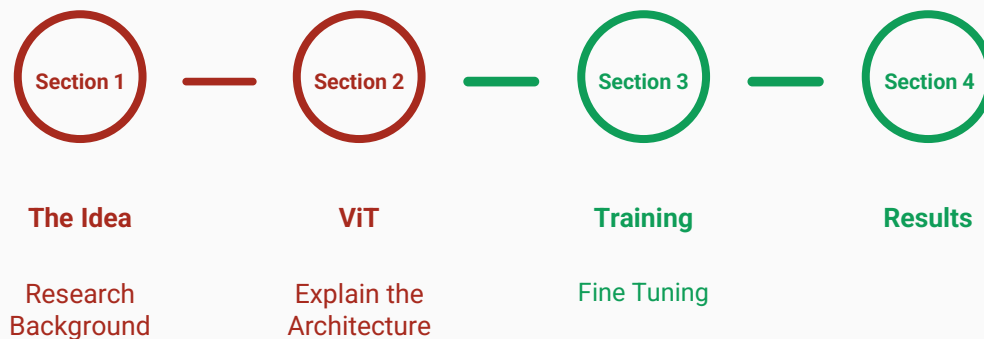 Section 1
Section 2
Section 3
Section 4
The Idea
ViT
Training
Results
Research
Background
Explain the
Architecture
Fine Tuning